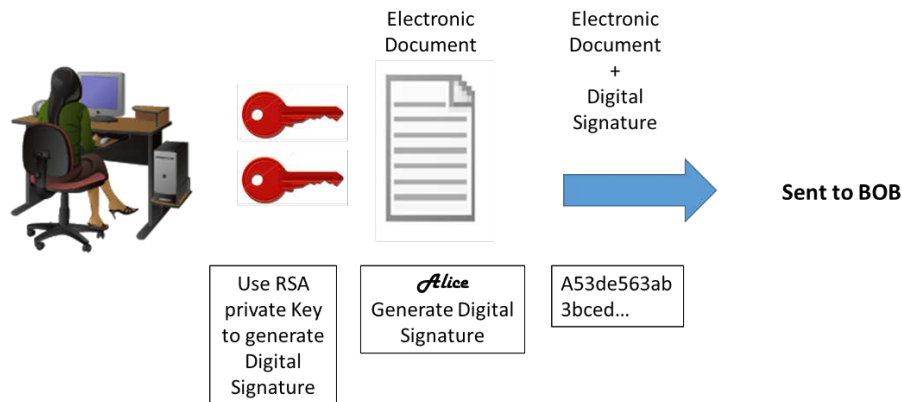 Electronic
Document
Electronic
Document
+
Digital
Signature
Sent to BOB
Use RSA
private Key
to generate
Digital
Signature
Alice
Generate Digital
Signature
A53de563ab
3bced...